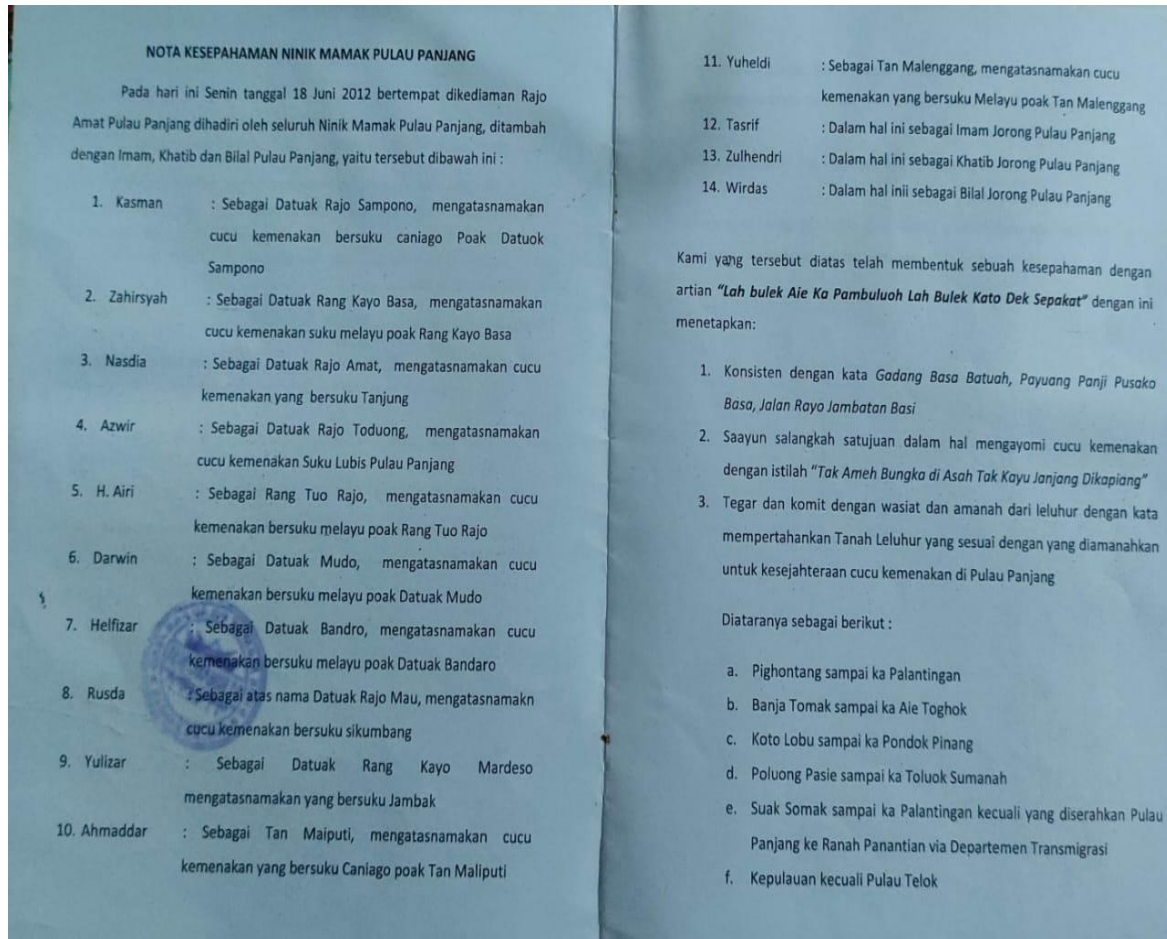 NOTA KESEPAHAMAN NINIK MAMAK PULAU PANJANG
Pada hari ini Senin tanggal 18 Juni 2012 bertempat dikediaman Rajo
Amat Pulau Panjang dihadiri oleh seluruh Ninik Mamak Pulau Panjang, ditambah
dengan Imam, Khatib dan Bilal Pulau Panjang, yaitu tersebut dibawah ini :
1. Kasman : Sebagai Datuak Rajo Sampono, mengatasnamakan
cucu kemenakan bersuku caniago Poak Datuok
Sampono
2. Zahirsyah : Sebagai Datuak Rang Kayo Basa, mengatasnamakan
cucu kemenakan suku melayu poak Rang Kayo Basa
3. Nasdia : Sebagai Datuak Rajo Amat, mengatasnamakan cucu
kemenakan yang bersuku Tanjung
4. Azwir : Sebagai Datuak Rajo Toduong, mengatasnamakan
cucu kemenakan Suku Lubis Pulau Panjang
5. H. Airi : Sebagai Rang Tuo Rajo, mengatasnamakan cucu
kemenakan bersuku melayu poak Rang Tuo Rajo
6. Darwin : Sebagai Datuak Mudo, mengatasnamakan cucu
kemenakan bersuku melayu poak Datuak Mudo
7. Helfizar : Sebagai Datuak Bandro, mengatasnamakan cucu
kemenakan bersuku melayu poak Datuak Bandaro
8. Rusda : Sebagai atas nama Datuak Rajo Mau, mengatasnamakn
cucu kemenakan bersuku sikumbang
9. Yulizar : Sebagai Datuak Rang Kayo Mardeso
mengatasnamakan yang bersuku Jambak
10. Ahmaddar : Sebagai Tan Maiputi, mengatasnamakan cucu
kemenakan yang bersuku Caniago poak Tan Maliputi
11. Yuheldi : Sebagai Tan Malenggang, mengatasnamakan cucu
kemenakan yang bersuku Melayu poak Tan Malenggang
12. Tasrif : Dalam hal ini sebagai Imam Jorong Pulau Panjang
13. Zulhendri : Dalam hal ini sebagai Khatib Jorong Pulau Panjang
14. Wirdas : Dalam hal inii sebagai Bilal Jorong Pulau Panjang
Kami yang tersebut diatas telah membentuk sebuah kesepahaman dengan
artian "Lah bulek Aie Ka Pambuluoh Lah Bulek Kato Dek Sepakat" dengan ini
menetapkan:
1. Konsisten dengan kata Gadang Basa Batuah, Payuang Panji Pusako
Basa, Jalan Rayo Jambatan Basi
2. Saayun salangkah satujuan dalam hal mengayomi cucu kemenakan
dengan istilah "Tak Ameh Bungka di Asah Tak Kayu Janjang Dikapiang"
3. Tegar dan komit dengan wasiat dan amanah dari leluhur dengan kata
mempertahankan Tanah Leluhur yang sesuai dengan yang diamanahkan
untuk kesejahteraan cucu kemenakan di Pulau Panjang
Diataranya sebagai berikut :
a. Pighontang sampai ka Palantingan
b. Banja Tomak sampai ka Aie Toghok
c. Koto Lobu sampai ka Pondok Pinang
d. Poluong Pasie sampai ka Toluok Sumanah
e. Suak Somak sampai ka Palantingan kecuali yang diserahkan Pulau
Panjang ke Ranah Panantian via Departemen Transmigrasi
f. Kepulauan kecuali Pulau Telok